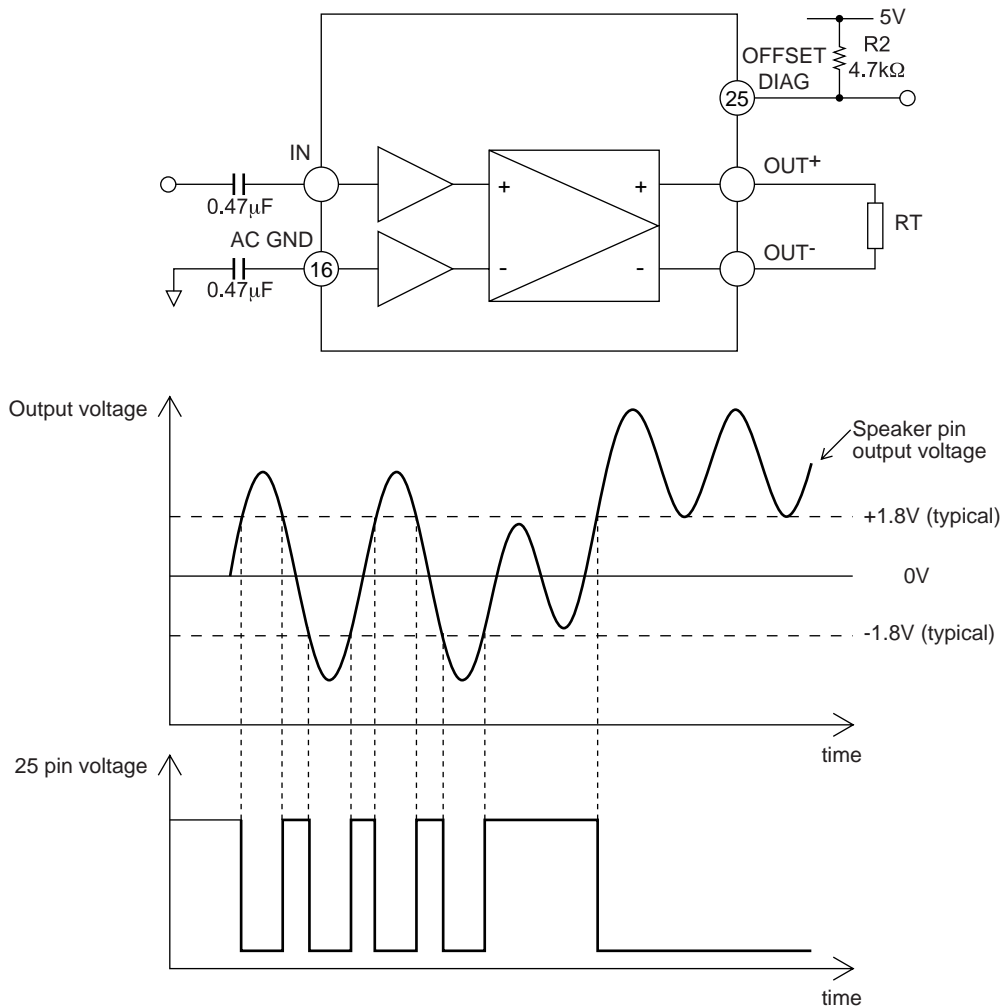 5V
OFFSET
DIAG
R2
4.7kΩ
25
IN
OUT+
0.47µF
+
+
RT
AC GND
OUT-
16
-
-
0.47µF
Output voltage
Speaker pin
output voltage
+1.8V (typical)
0V
-1.8V (typical)
time
25 pin voltage
time